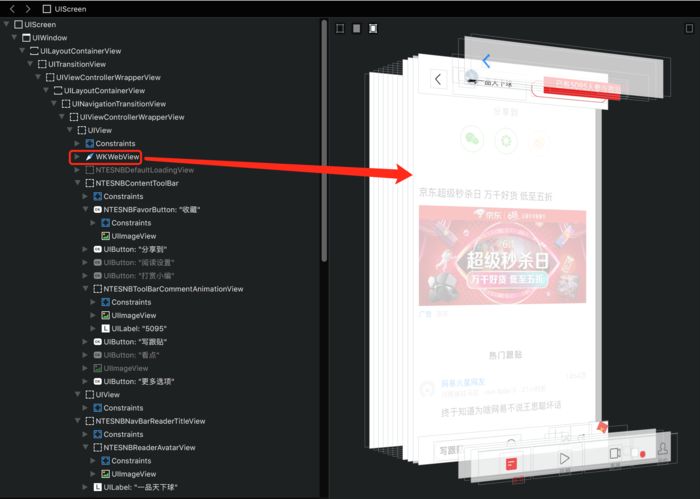 UIScreen
UIScreen
UIWindow
UILayoutContainerView
UITransitionView
UIViewControllerWrapperView
UILayoutContainerView
UINavigationTransitionView
UIViewControllerWrapperView
UIView
Constraints
WKWebView
NTESNBDefaultLoadingView
NTESNBContentToolBar
Constraints
NTESNBFavorButton: "收藏"
Constraints
UIImageView
UIButton: "分享到"
UIButton: "阅读设置"
UIButton: "打赏小编"
NTESNBToolBarCommentAnimationView
Constraints
UIImageView
L UILabel: "5095"
UIButton: "写跟贴"
UIButton: "看点"
UIImageView
UIButton: "更多选项"
UIView
Constraints
NTESNBNavBarReaderTitleView
Constraints
NTESNBReaderAvatarView
Constraints
UIImageView
L UILabel: "一品天下球"
一品天下球
分享到
京东超级秒杀日 万千好货 低至五折
京东 618
超级秒杀日
万千好货 低至五折
广告
热门跟贴
网易火星网友
终于知道为啥网易不说王思聪坏话
写跟